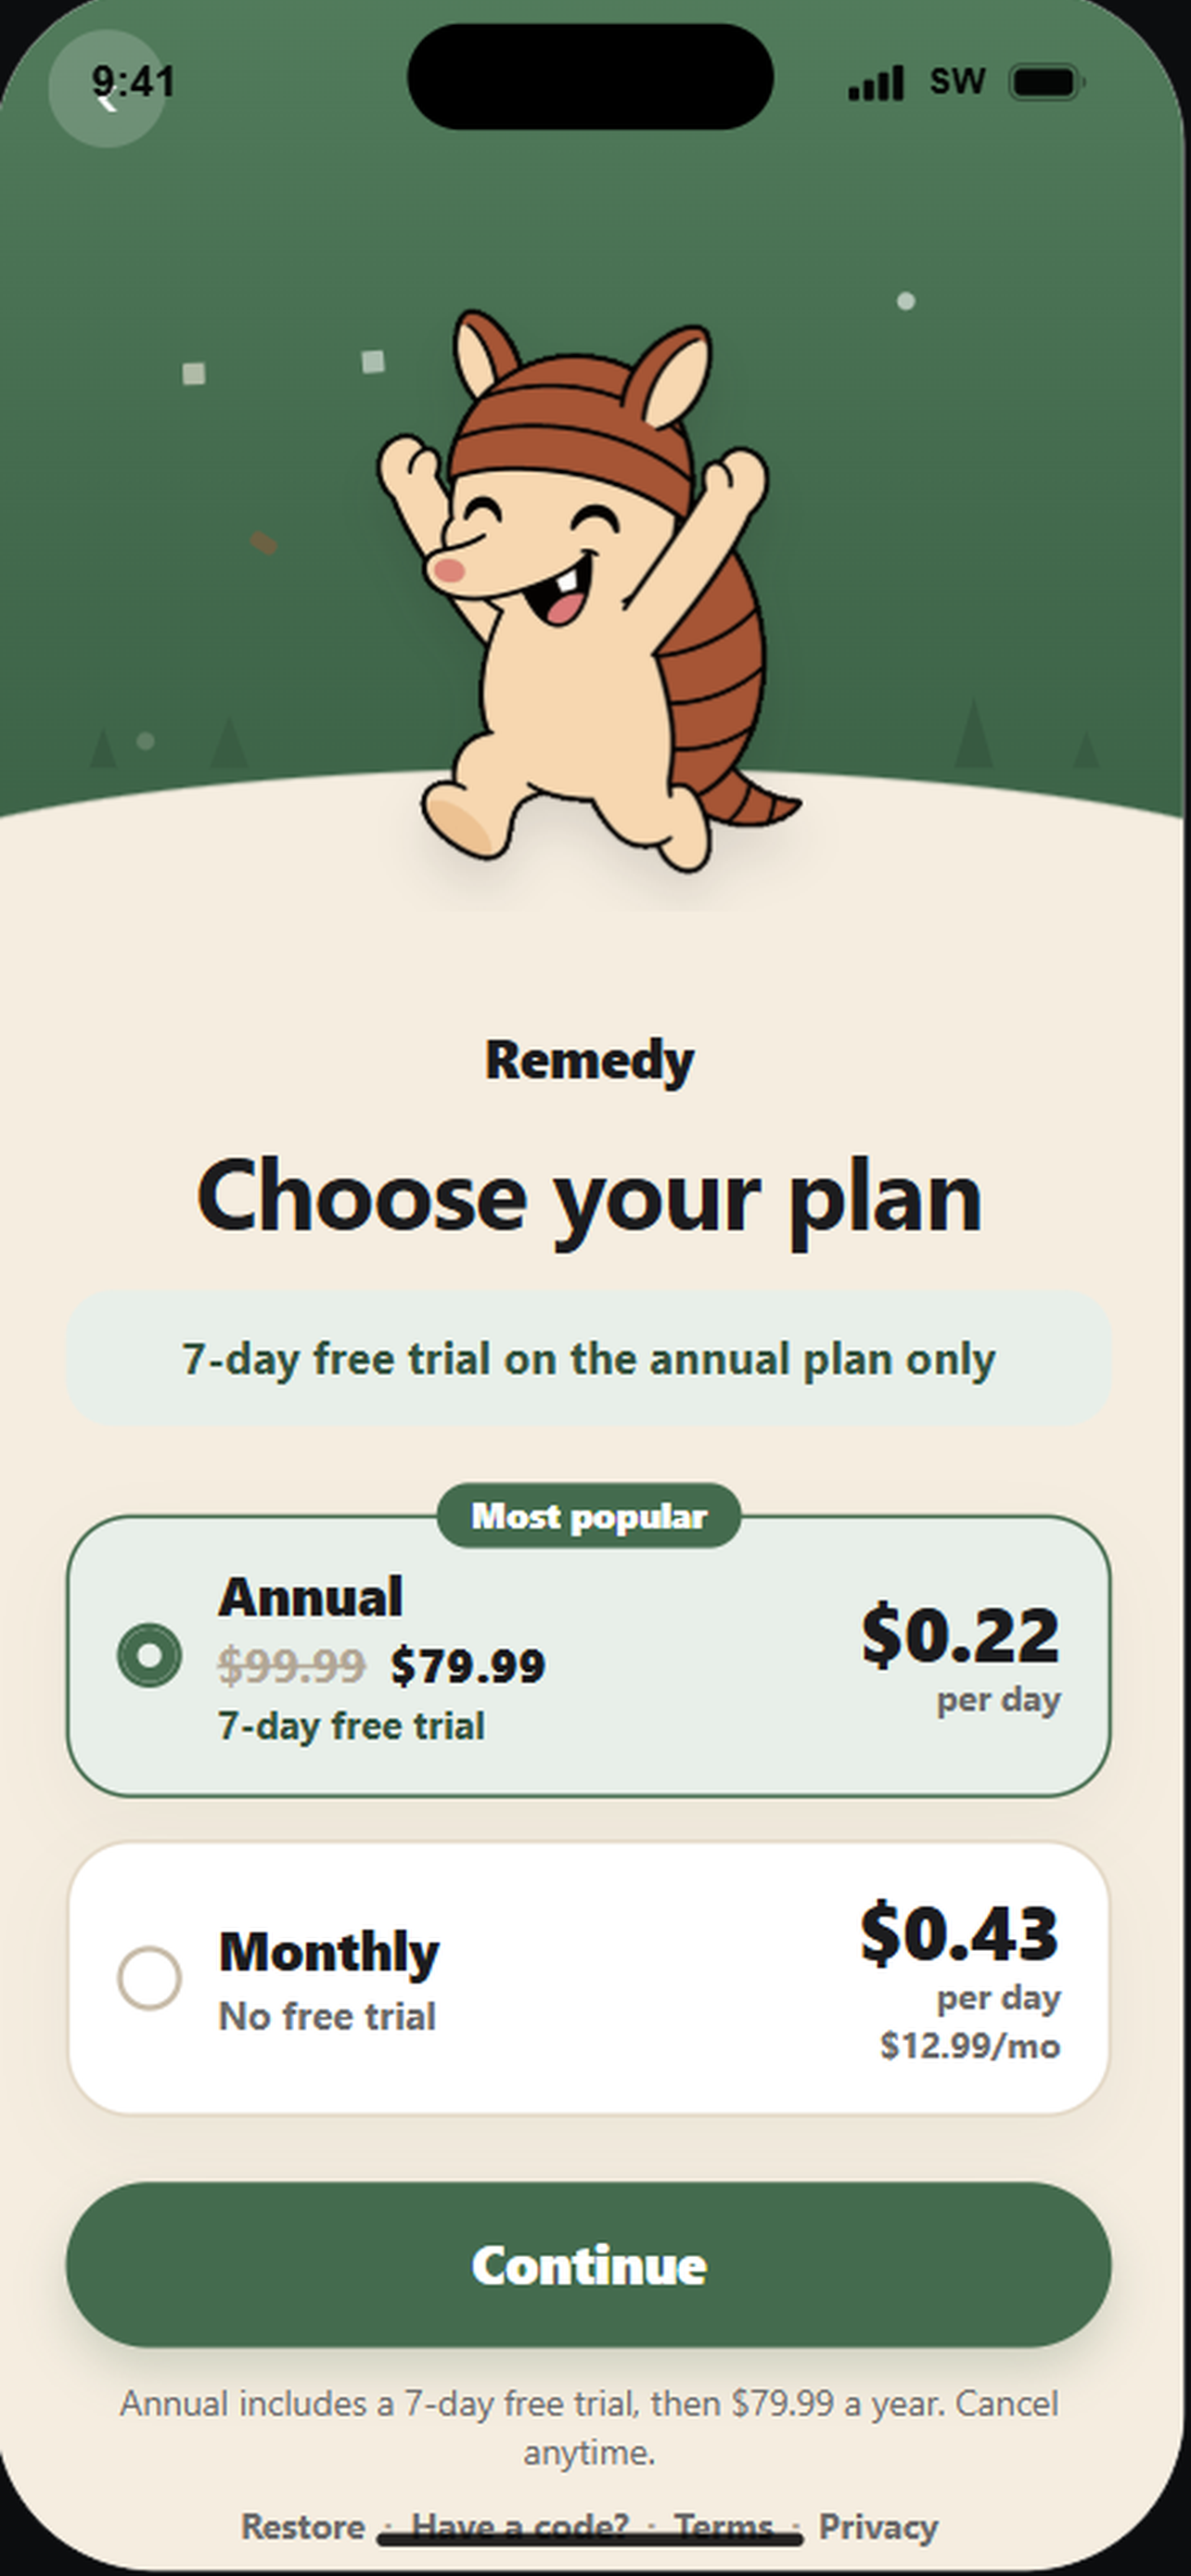 9:41
SW
Remedy
Choose your plan
7-day free trial on the annual plan only
Most popular
Annual
$99.99 $79.99
7-day free trial
$0.22
per day
Monthly
No free trial
$0.43
per day
$12.99/mo
Continue
Annual includes a 7-day free trial, then $79.99 a year. Cancel
anytime.
Restore · Have a code? · Terms · Privacy